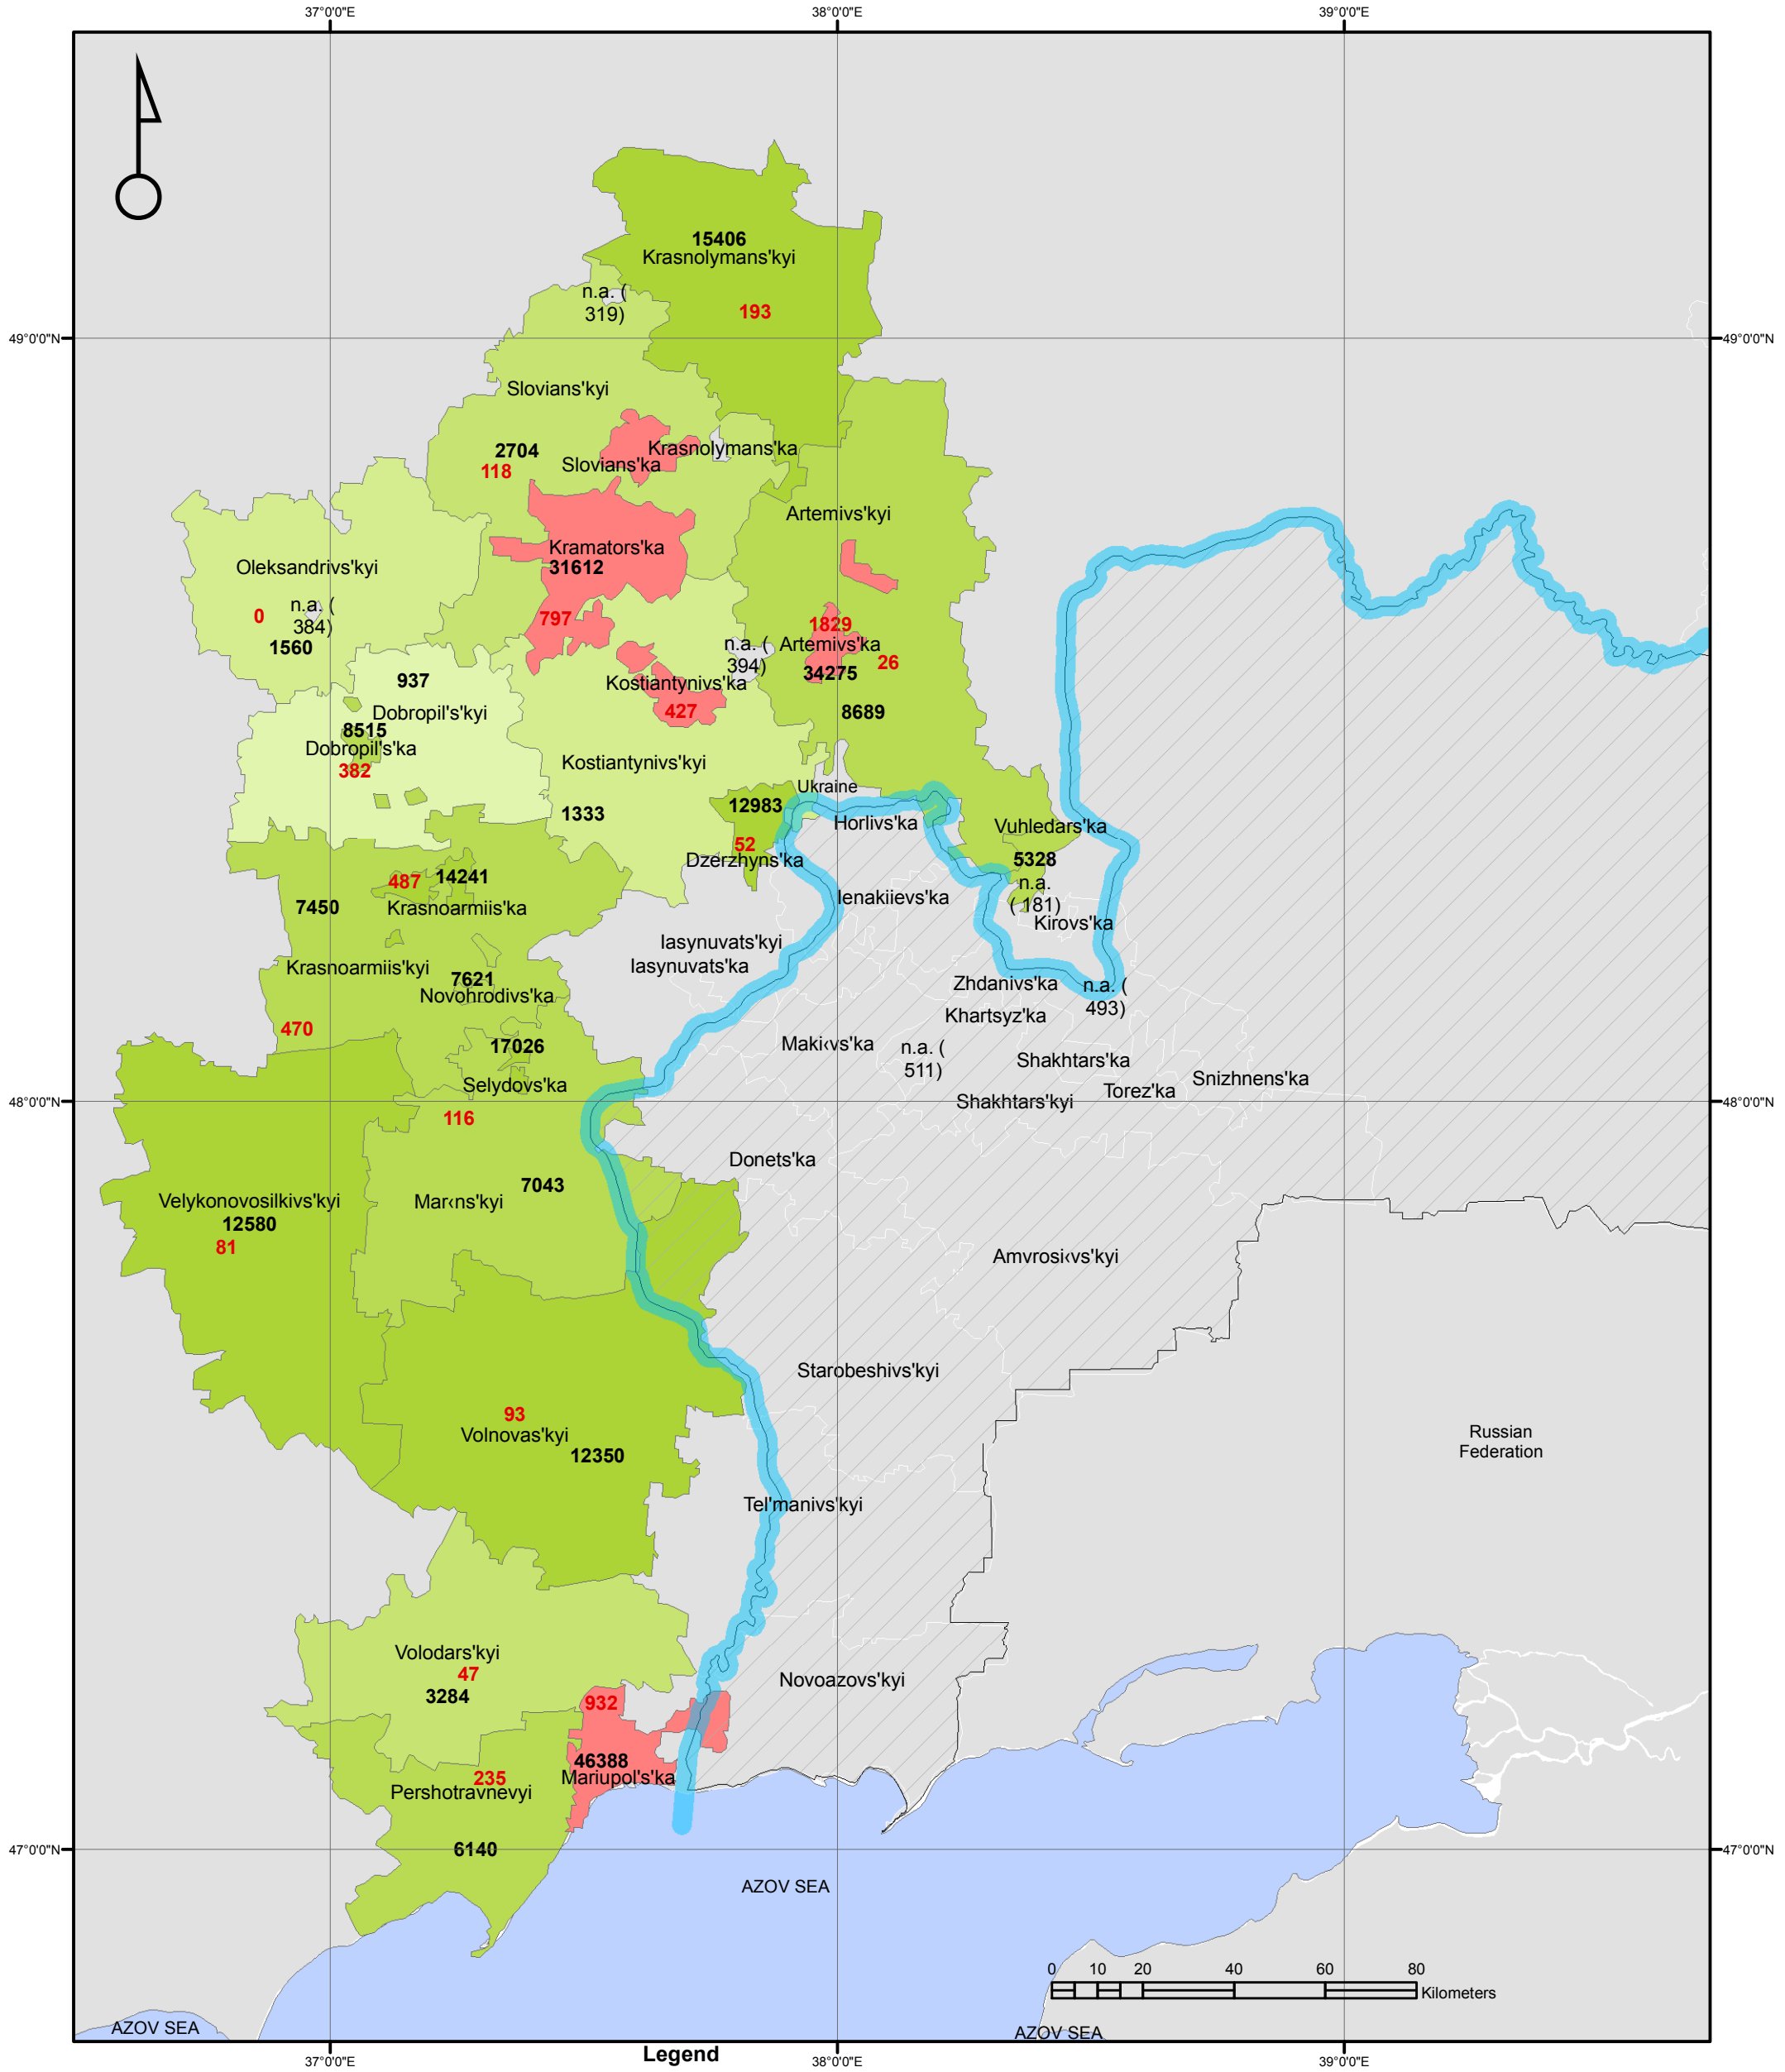 37°0'0"E
38°0'0"E
39°0'0"E
15406
Krasnolymans'kyi
n.a. (
319)
193
49°0'0"N
49°0'0"N
Slovians'kyi
2704
118
Krasnolymans'ka
Slovians'ka
Artemivs'kyi
Kramators'ka
31612
Oleksandrivs'kyi
0
n.a. (
384)
1560
797
1829
Artemivs'ka
26
34275
n.a. (
394)
Kostiantynivs'ka
427
8689
937
Dobropil's'kyi
8515
Dobropil's'ka
382
Kostiantynivs'kyi
1333
Ukraine
12983
52
Dzerzhyns'ka
Horlivs'ka
Vuhledars'ka
5328
n.a.
( 181)
Kirovs'ka
487
14241
7450
Krasnoarmiis'ka
Ienakiievs'ka
Iasynuvats'kyi
Iasynuvats'ka
Krasnoarmiis'kyi
7621
Novohrodivs'ka
Zhdanivs'ka
n.a. (
493)
470
Khartsyz'ka
17026
Selydovs'ka
Maki‹vs'ka
n.a. (
511)
Shakhtars'ka
Snizhnens'ka
Torez'ka
Shakhtars'kyi
48°0'0"N
48°0'0"N
116
Donets'ka
7043
Mar‹ns'kyi
Velykonovosilkivs'kyi
12580
81
Amvrosi‹vs'kyi
Starobeshivs'kyi
93
Volnovas'kyi
12350
Russian
Federation
Tel'manivs'kyi
Volodars'kyi
47
3284
Novoazovs'kyi
932
46388
Mariupol's'ka
235
Pershotravnevyi
6140
47°0'0"N
47°0'0"N
AZOV SEA
0 10 20 40 60 80
Kilometers
AZOV SEA
AZOV SEA
37°0'0"E
Legend
38°0'0"E
39°0'0"E